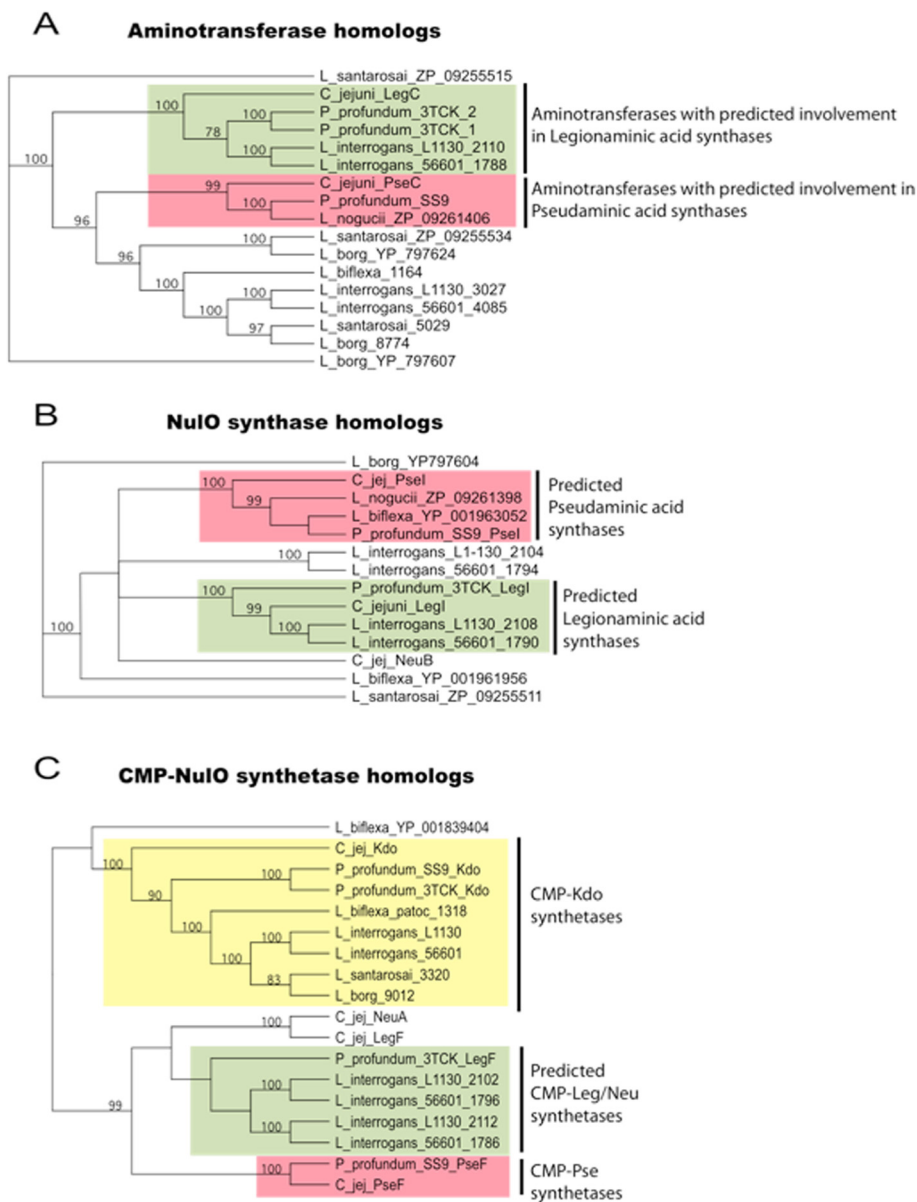 A
Aminotransferase homologs
L_santarosai_ZP_09255515
100
C_jejuni_LegC
100
P_profundum_3TCK_2
78
P_profundum_3TCK_1
100
L_interrogans_L1130_2110
L_interrogans_56601_1788
Aminotransferases with predicted involvement
in Legionaminic acid synthases
100
99
C_jejuni_PseC
100
P_profundum_SS9
L_nogucii_ZP_09261406
Aminotransferases with predicted involvement in
Pseudaminic acid synthases
96
100
L_santarosai_ZP_09255534
96
L_borg_YP_797624
L_biflexa_1164
100
100
L_interrogans_L1130_3027
100
L_interrogans_56601_4085
97
L_santarosai_5029
L_borg_8774
L_borg_YP_797607
B
NulO synthase homologs
L_borg_YP797604
100
C_jej_PseI
99
L_nogucii_ZP_09261398
L_biflexa_YP_001963052
P_profundum_SS9_PseI
Predicted
Pseudaminic acid
synthases
100
L_interrogans_L1-130_2104
L_interrogans_56601_1794
100
P_profundum_3TCK_LegI
99
C_jejuni_LegI
100
L_interrogans_L1130_2108
L_interrogans_56601_1790
Predicted
Legionaminic acid
synthases
100
C_jej_NeuB
L_biflexa_YP_001961956
L_santarosai_ZP_09255511
C
CMP-NulO synthetase homologs
L_biflexa_YP_001839404
100
C_jej_Kdo
100
P_profundum_SS9_Kdo
90
P_profundum_3TCK_Kdo
100
L_biflexa_patoc_1318
100
L_interrogans_L1130
100
L_interrogans_56601
83
L_santarosai_3320
L_borg_9012
CMP-Kdo
synthetases
100
C_jej_NeuA
C_jej_LegF
P_profundum_3TCK_LegF
100
L_interrogans_L1130_2102
99
L_interrogans_56601_1796
100
L_interrogans_L1130_2112
L_interrogans_56601_1786
Predicted
CMP-Leg/Neu
synthetases
100
P_profundum_SS9_PseF
C_jej_PseF
CMP-Pse
synthetases